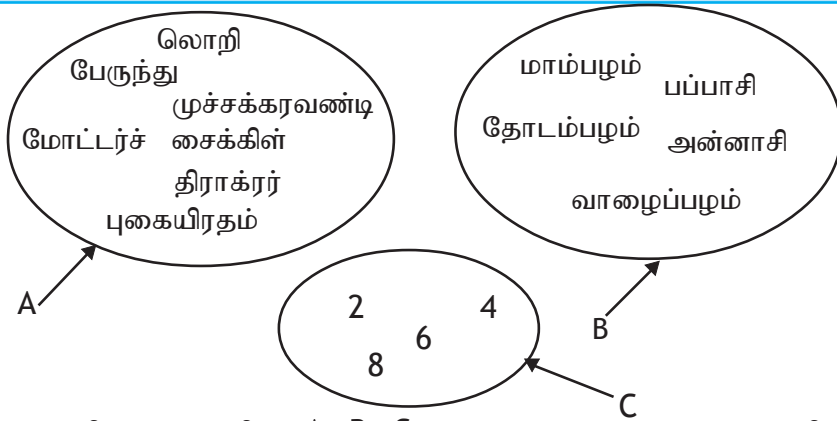 லொறி
பேருந்து
முச்சக்கரவண்டி
மோட்டர்ச் சைக்கிள்
திராக்ரர்
புகையிரதம்
A
மாம்பழம்
பப்பாசி
தோடம்பழம்
அன்னாசி
வாழைப்பழம்
B
2 4
6
8
C